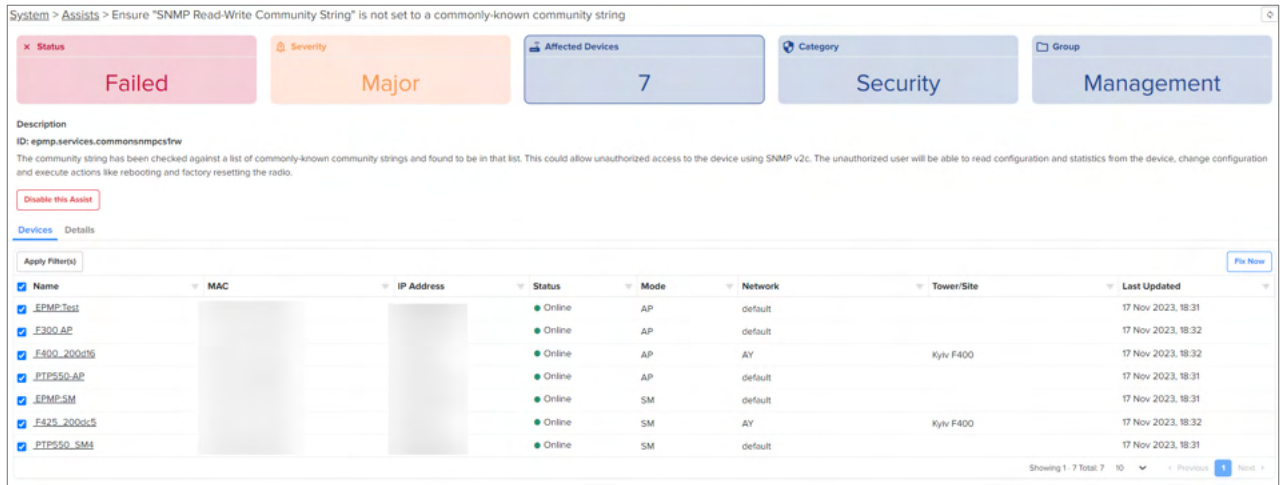 System > Assists > Ensure "SNMP Read-Write Community String" is not set to a commonly-known community string
× Status
Failed
Severity
Major
Affected Devices
7
Category
Security
Group
Management
Description
ID: epmp.services.commonsnmpcs1rw
The community string has been checked against a list of commonly-known community strings and found to be in that list. This could allow unauthorized access to the device using SNMP v2c. The unauthorized user will be able to read configuration and statistics from the device, change configuration
and execute actions like rebooting and factory resetting the radio.
Disable this Assist
Devices Details
Apply Filter(s) Fix Now
Name MAC IP Address Status Mode Network Tower/Site Last Updated
EPMP:Test Online AP default 17 Nov 2023, 18:31
F300 AP Online AP default 17 Nov 2023, 18:32
F400_200d16 Online AP AY Kyiv F400 17 Nov 2023, 18:32
PTP550-AP Online AP default 17 Nov 2023, 18:31
EPMP:SM Online SM default 17 Nov 2023, 18:31
F425_200dc5 Online SM AY Kyiv F400 17 Nov 2023, 18:32
PTP550_SM4 Online SM default 17 Nov 2023, 18:31
Showing 1 - 7 Total: 7 10 < Previous 1 Next >